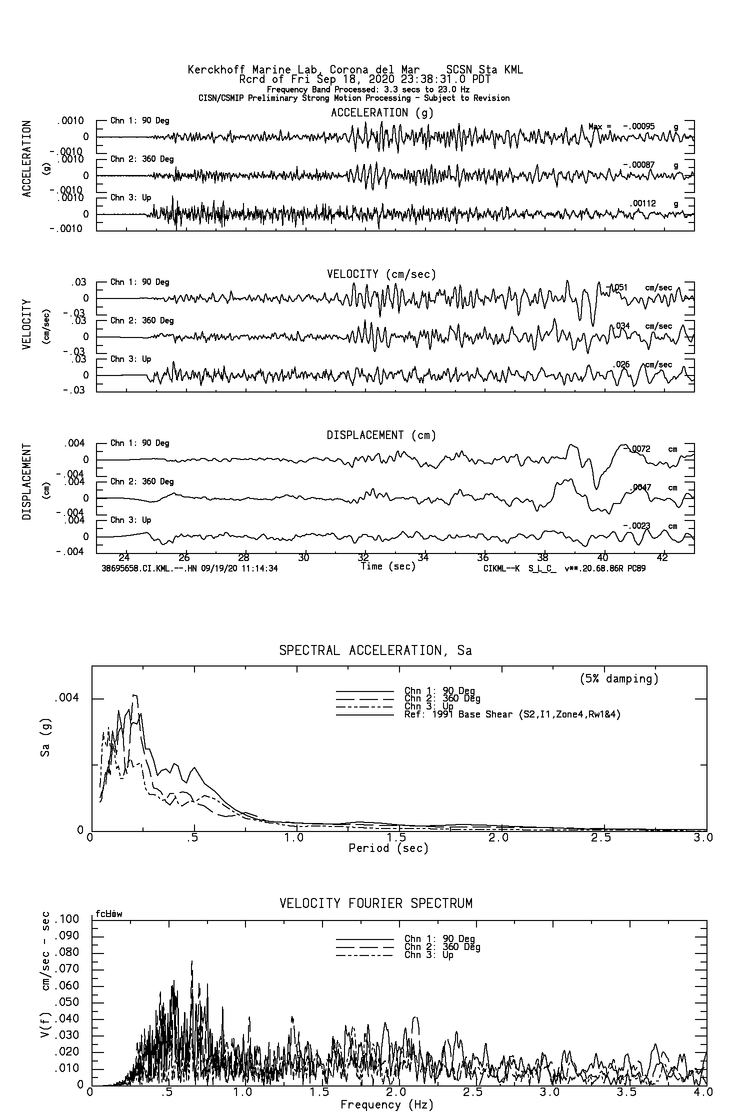 Kerckhoff Marine Lab, Corona del Mar    SCSN Sta KML
Rcrd of Fri Sep 18, 2020 23:38:31.0 PDT
Frequency Band Processed: 3.3 secs to 23.0 Hz
CISN/CSMIP Preliminary Strong Motion Processing - Subject to Revision
ACCELERATION (g)
ACCELERATION
(g)
.0010 Chn 1: 90 Deg Max = -.00095 g
0
-.0010
.0010 Chn 2: 360 Deg -.00087 g
0
-.0010
.0010 Chn 3: Up .00112 g
0
-.0010
VELOCITY (cm/sec)
VELOCITY
(cm/sec)
.03 Chn 1: 90 Deg -.051 cm/sec
0
-.03
.03 Chn 2: 360 Deg .034 cm/sec
0
-.03
.03 Chn 3: Up .026 cm/sec
0
-.03
DISPLACEMENT (cm)
DISPLACEMENT
(cm)
.004 Chn 1: 90 Deg -.0072 cm
0
-.004
.004 Chn 2: 360 Deg .0047 cm
0
-.004
.004 Chn 3: Up -.0023 cm
0
-.004
24 26 28 30 32 34 36 38 40 42
Time (sec)
38695658.CI.KML.--.HN 09/19/20 11:14:34 CIKML--K S_L_C_ v**.20.68.86R PC89
SPECTRAL ACCELERATION, Sa
(5% damping)
Chn 1: 90 Deg
Chn 2: 360 Deg
Chn 3: Up
Ref: 1991 Base Shear (S2,I1,Zone4,Rw1&4)
Sa (g)
.004
0
0 .5 1.0 1.5 2.0 2.5 3.0
Period (sec)
VELOCITY FOURIER SPECTRUM
Chn 1: 90 Deg
Chn 2: 360 Deg
Chn 3: Up
V(f) cm/sec - sec
.100
.090
.080
.070
.060
.050
.040
.030
.020
.010
0
0 .5 1.0 1.5 2.0 2.5 3.0 3.5 4.0
Frequency (Hz)